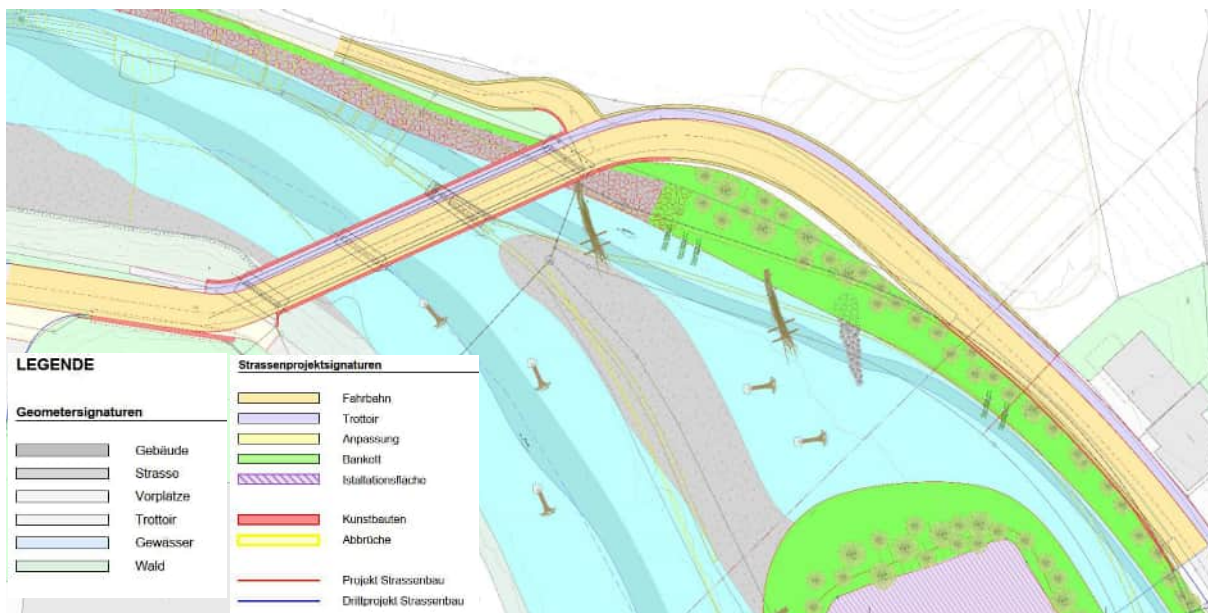 LEGENDE
Geometersignaturen
Gebäude
Strasse
Vorplätze
Trottoir
Gewässer
Wald
Strassenprojektsignaturen
Fahrbahn
Trottoir
Anpassung
Bankett
Istallationsfläche
Kunstbauten
Abbrüche
Projekt Strassenbau
Drittprojekt Strassenbau